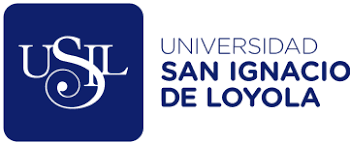 USIL
UNIVERSIDAD
SAN IGNACIO
DE LOYOLA